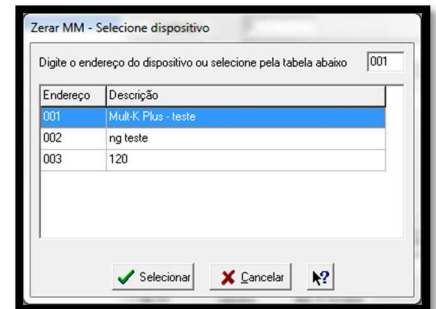 Zerar MM - Selecione dispositivo
Digite o endereço do dispositivo ou selecione pela tabela abaixo 001
Endereço Descrição
001 Mult-K Plus - teste
002 ng teste
003 120
Selecionar Cancelar ?